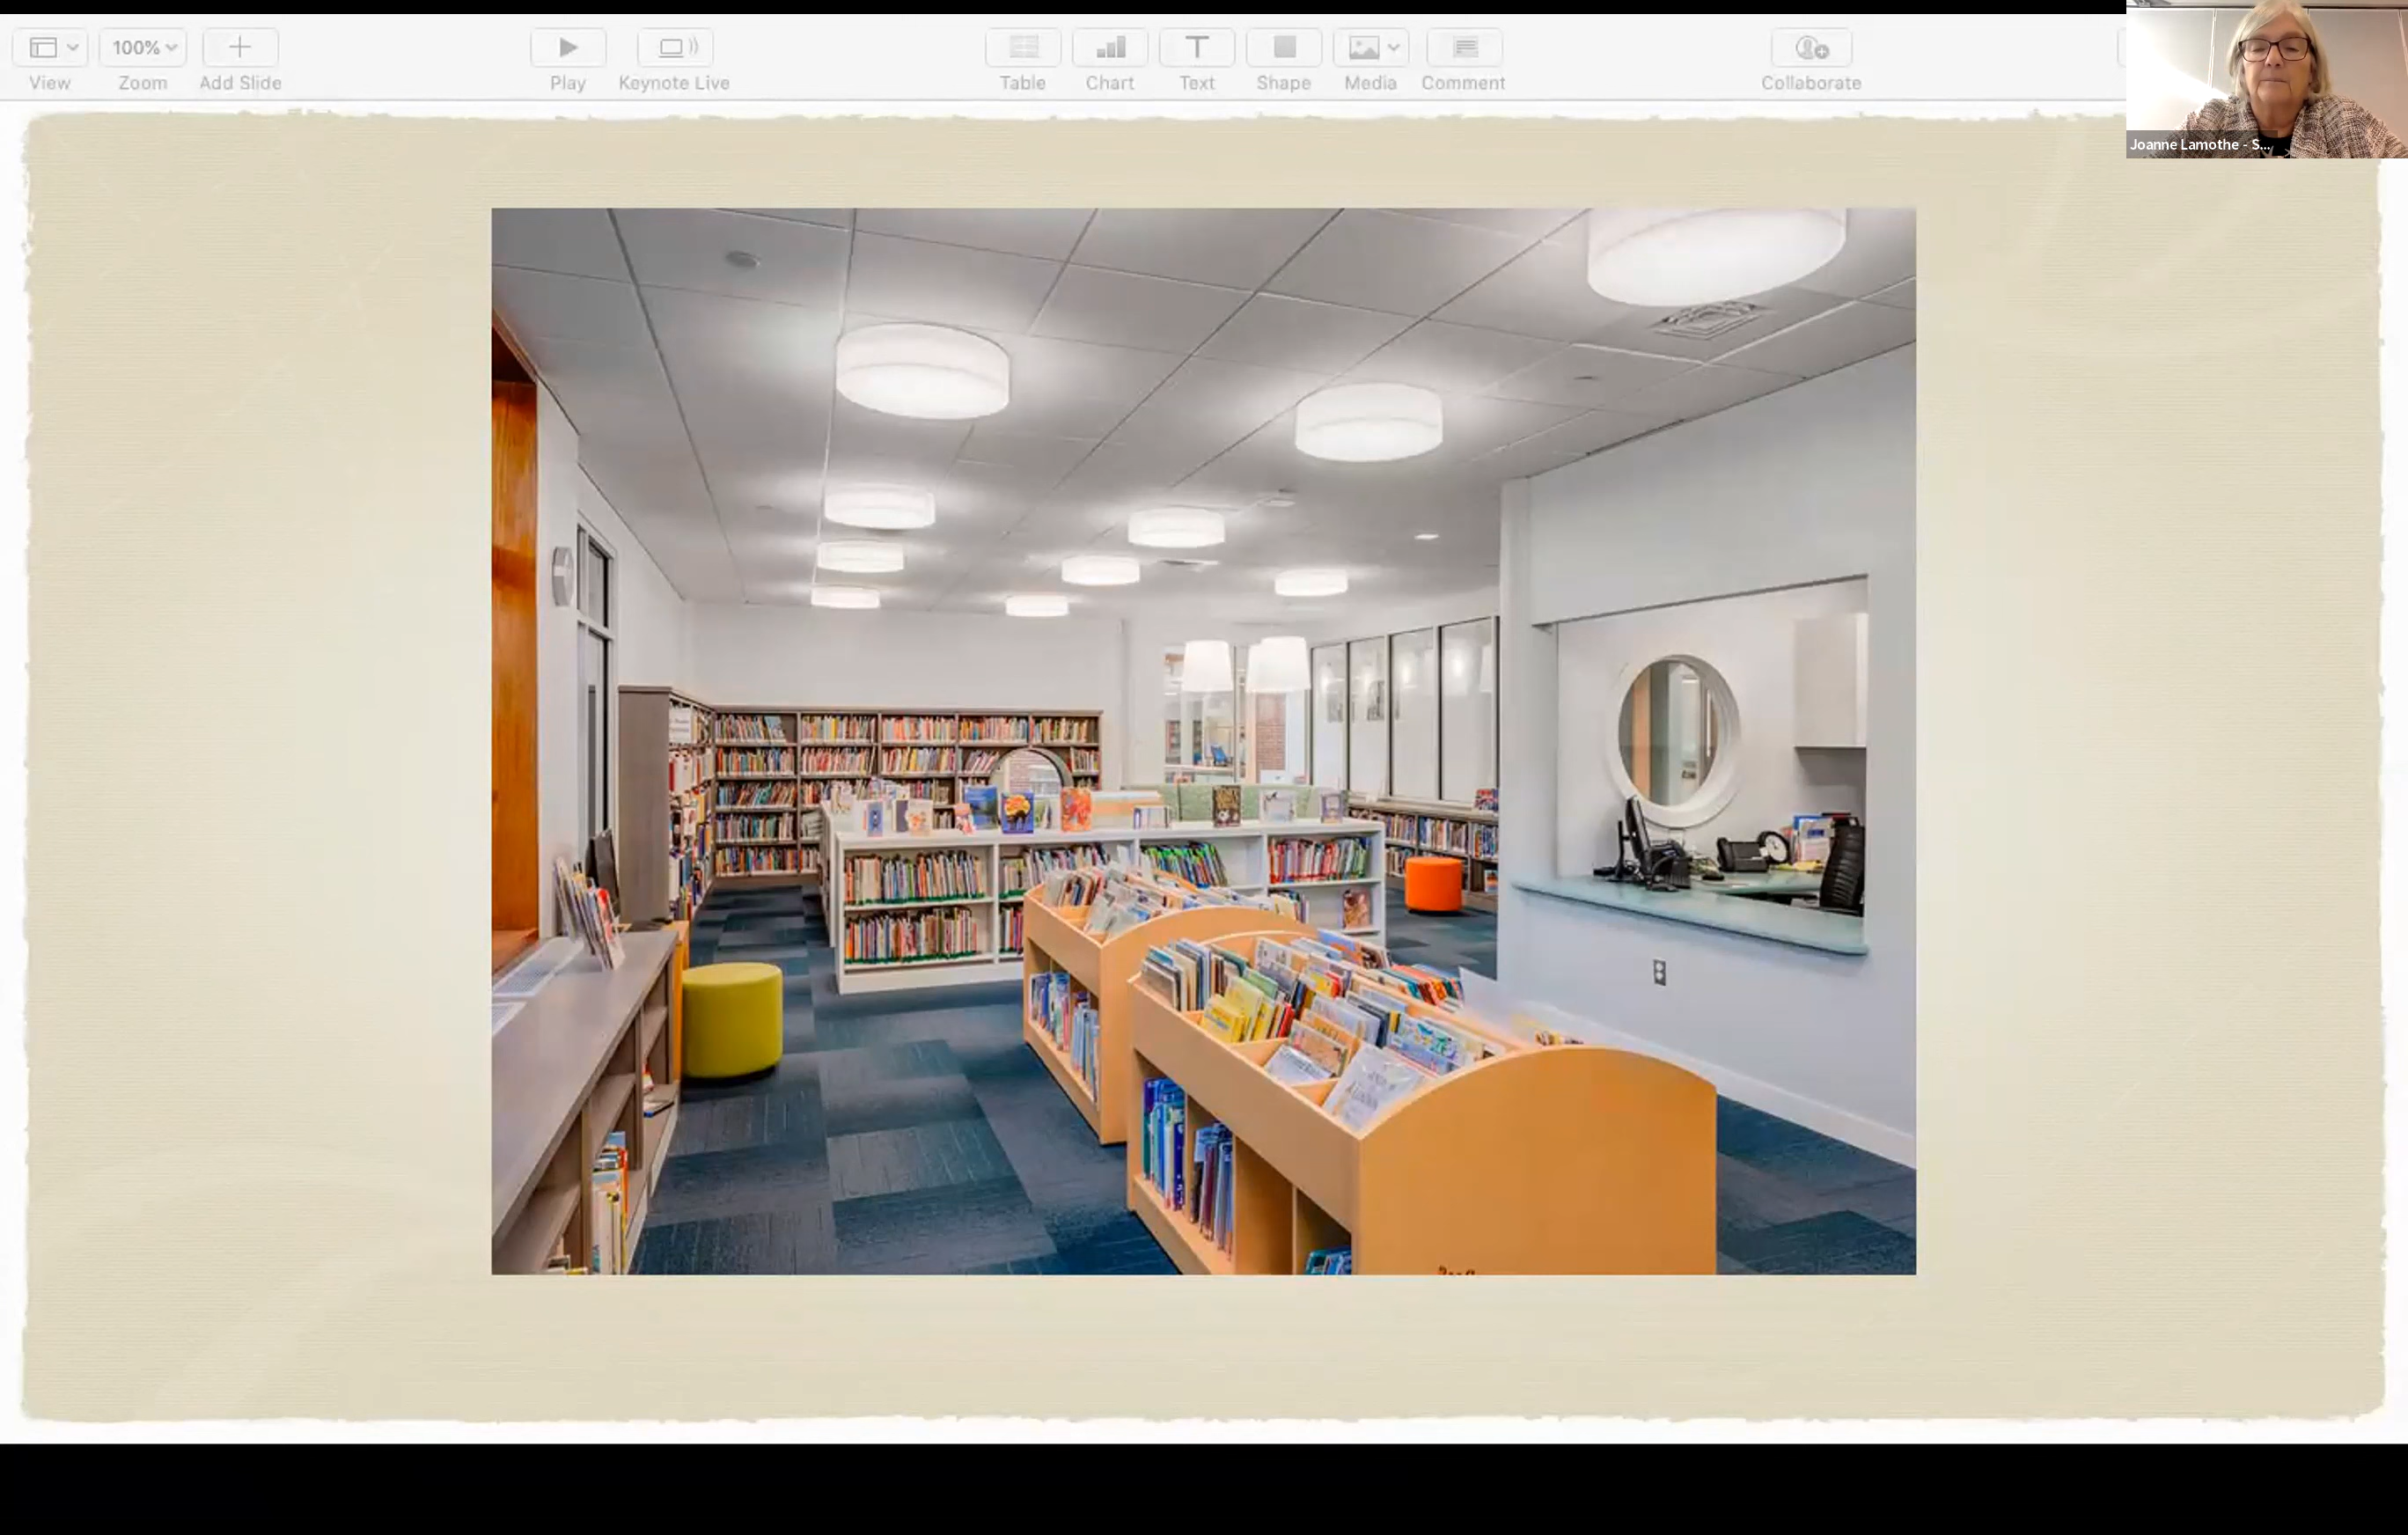 100%
View
Zoom
Add Slide
Play
Keynote Live
Table
Chart
Text
Shape
Media
Comment
Collaborate
Joanne Lamothe - S...